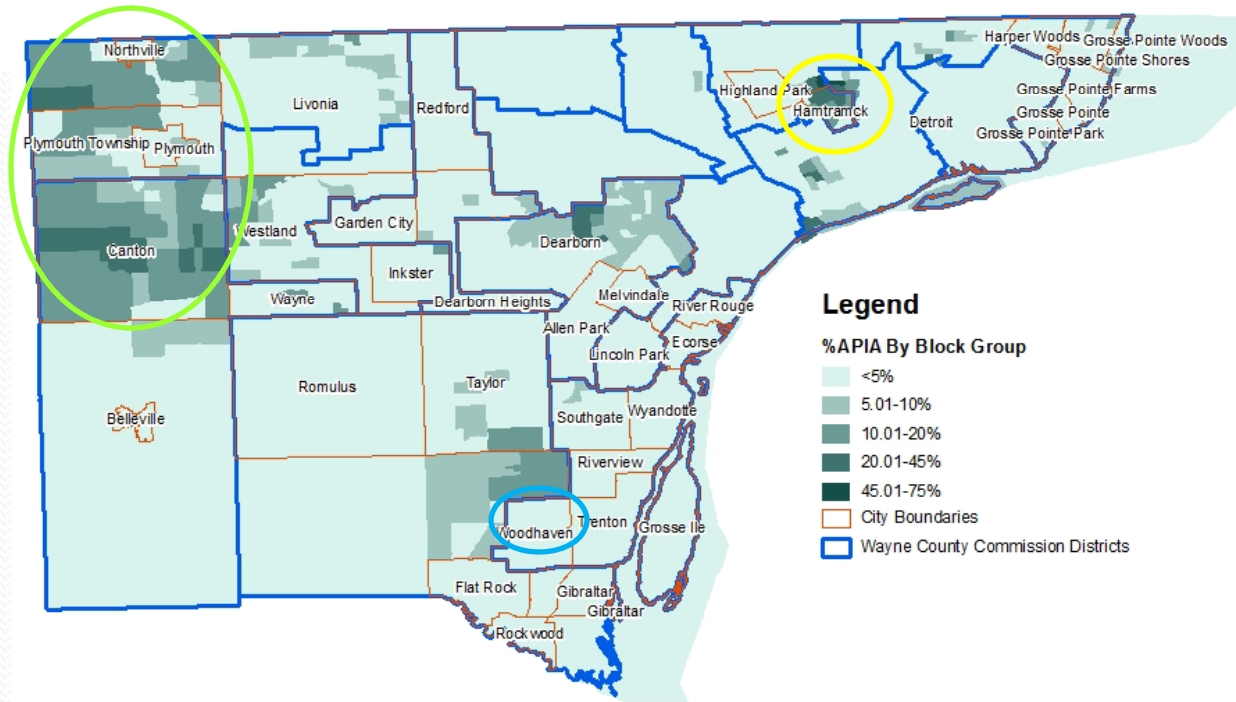 Northville
Livonia
Redford
Highland Park
Hamtramck
Harper Woods
Grosse Pointe Woods
Grosse Pointe Shores
Grosse Pointe Farms
Grosse Pointe
Grosse Pointe Park
Detroit
Plymouth Township
Plymouth
Canton
Westland
Garden City
Dearborn
Inkster
Wayne
Dearborn Heights
Melvindale
River Rouge
Allen Park
Ecorse
Lincoln Park
Romulus
Taylor
Belleville
Southgate
Wyandotte
Riverview
Woodhaven
Trenton
Grosse Ile
Flat Rock
Gibraltar
Gibraltar
Rockwood
Legend
%APIA By Block Group
<5%
5.01-10%
10.01-20%
20.01-45%
45.01-75%
City Boundaries
Wayne County Commission Districts